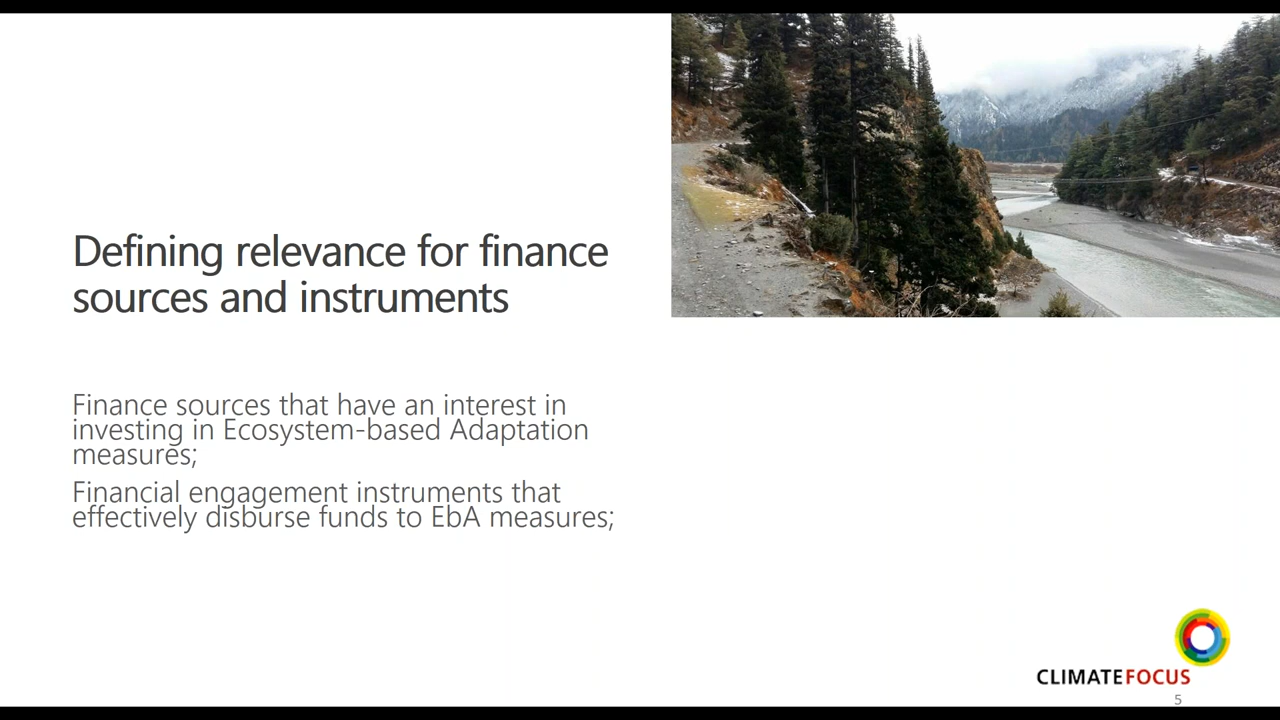 Defining relevance for finance
sources and instruments
Finance sources that have an interest in
investing in Ecosystem-based Adaptation
measures;
Financial engagement instruments that
effectively disburse funds to EbA measures;
CLIMATEFOCUS
5